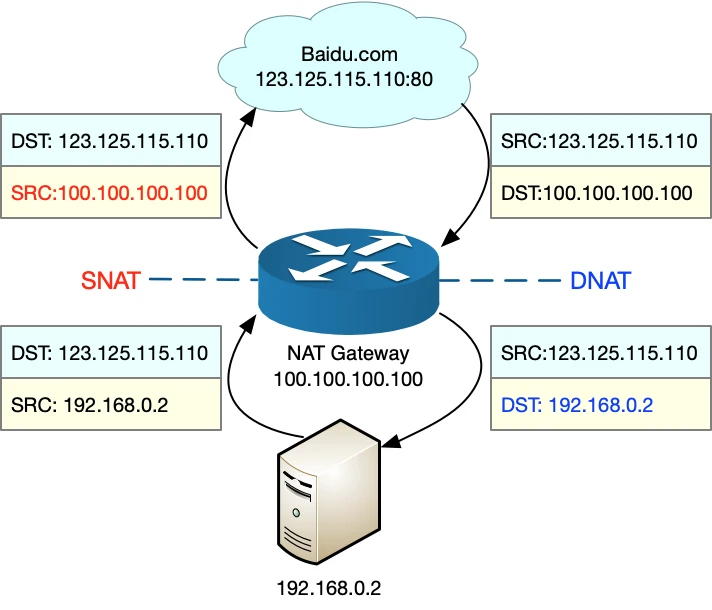 Baidu.com
123.125.115.110:80
DST: 123.125.115.110
SRC:100.100.100.100
SRC:123.125.115.110
DST:100.100.100.100
SNAT
DNAT
DST: 123.125.115.110
SRC: 192.168.0.2
NAT Gateway
100.100.100.100
SRC:123.125.115.110
DST: 192.168.0.2
192.168.0.2